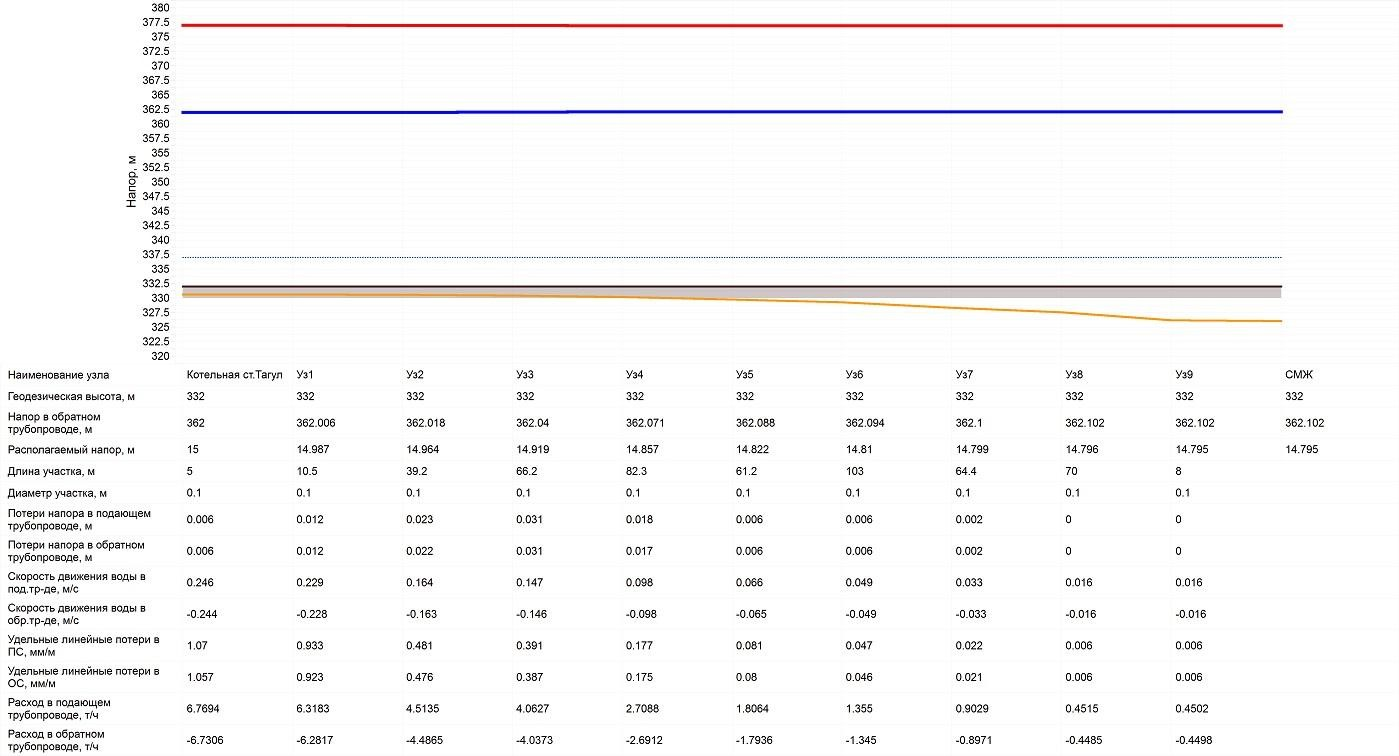 380
377.5
375
372.5
370
367.5
365
362.5
360
357.5
355
352.5
350
347.5
345
342.5
340
337.5
335
332.5
330
327.5
325
322.5
320
Напор, м
Наименование узла Котельная ст.Тагул Уз1 Уз2 Уз3 Уз4 Уз5 Уз6 Уз7 Уз8 Уз9 СМЖ
Геодезическая высота, м 332 332 332 332 332 332 332 332 332 332 332
Напор в обратном
трубопроводе, м 362 362.006 362.018 362.04 362.071 362.088 362.094 362.1 362.102 362.102 362.102
Располагаемый напор, м 15 14.987 14.964 14.919 14.857 14.822 14.81 14.799 14.796 14.795 14.795
Длина участка, м 5 10.5 39.2 66.2 82.3 61.2 103 64.4 70 8
Диаметр участка, м 0.1 0.1 0.1 0.1 0.1 0.1 0.1 0.1 0.1 0.1
Потери напора в подающем
трубопроводе, м 0.006 0.012 0.023 0.031 0.018 0.006 0.006 0.002 0 0
Потери напора в обратном
трубопроводе, м 0.006 0.012 0.022 0.031 0.017 0.006 0.006 0.002 0 0
Скорость движения воды в
под.тр-де, м/с 0.246 0.229 0.164 0.147 0.098 0.066 0.049 0.033 0.016 0.016
Скорость движения воды в
обр.тр-де, м/с -0.244 -0.228 -0.163 -0.146 -0.098 -0.065 -0.049 -0.033 -0.016 -0.016
Удельные линейные потери в
ПС, мм/м 1.07 0.933 0.481 0.391 0.177 0.081 0.047 0.022 0.006 0.006
Удельные линейные потери в
ОС, мм/м 1.057 0.923 0.476 0.387 0.175 0.08 0.046 0.021 0.006 0.006
Расход в подающем
трубопроводе, т/ч 6.7694 6.3183 4.5135 4.0627 2.7088 1.8064 1.355 0.9029 0.4515 0.4502
Расход в обратном
трубопроводе, т/ч -6.7306 -6.2817 -4.4865 -4.0373 -2.6912 -1.7936 -1.345 -0.8971 -0.4485 -0.4498